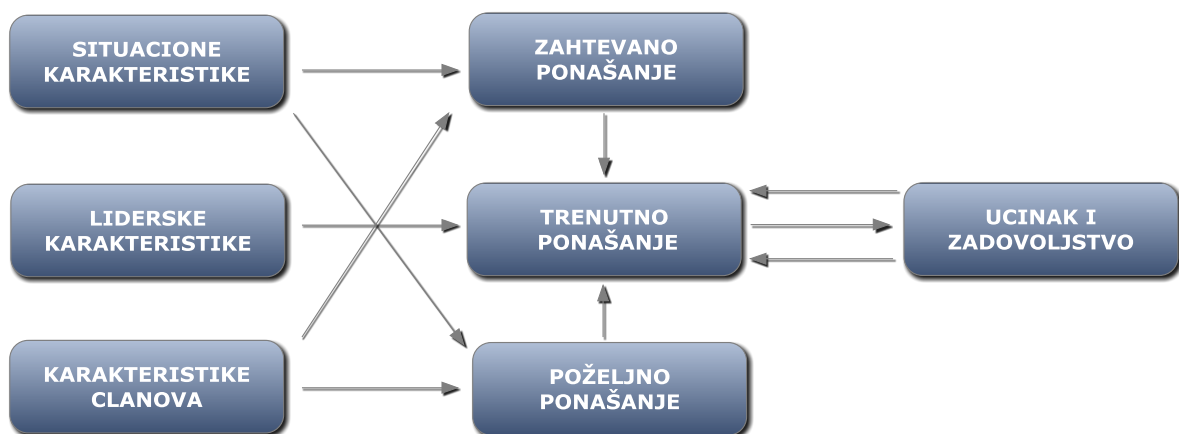 SITUACIONE
KARAKTERISTIKE
ZAHTEVANO
PONAŠANJE
LIDERSKE
KARAKTERISTIKE
TRENUTNO
PONAŠANJE
UCINAK I
ZADOVOLJSTVO
KARAKTERISTIKE
CLANOVA
POŽELJNO
PONAŠANJE